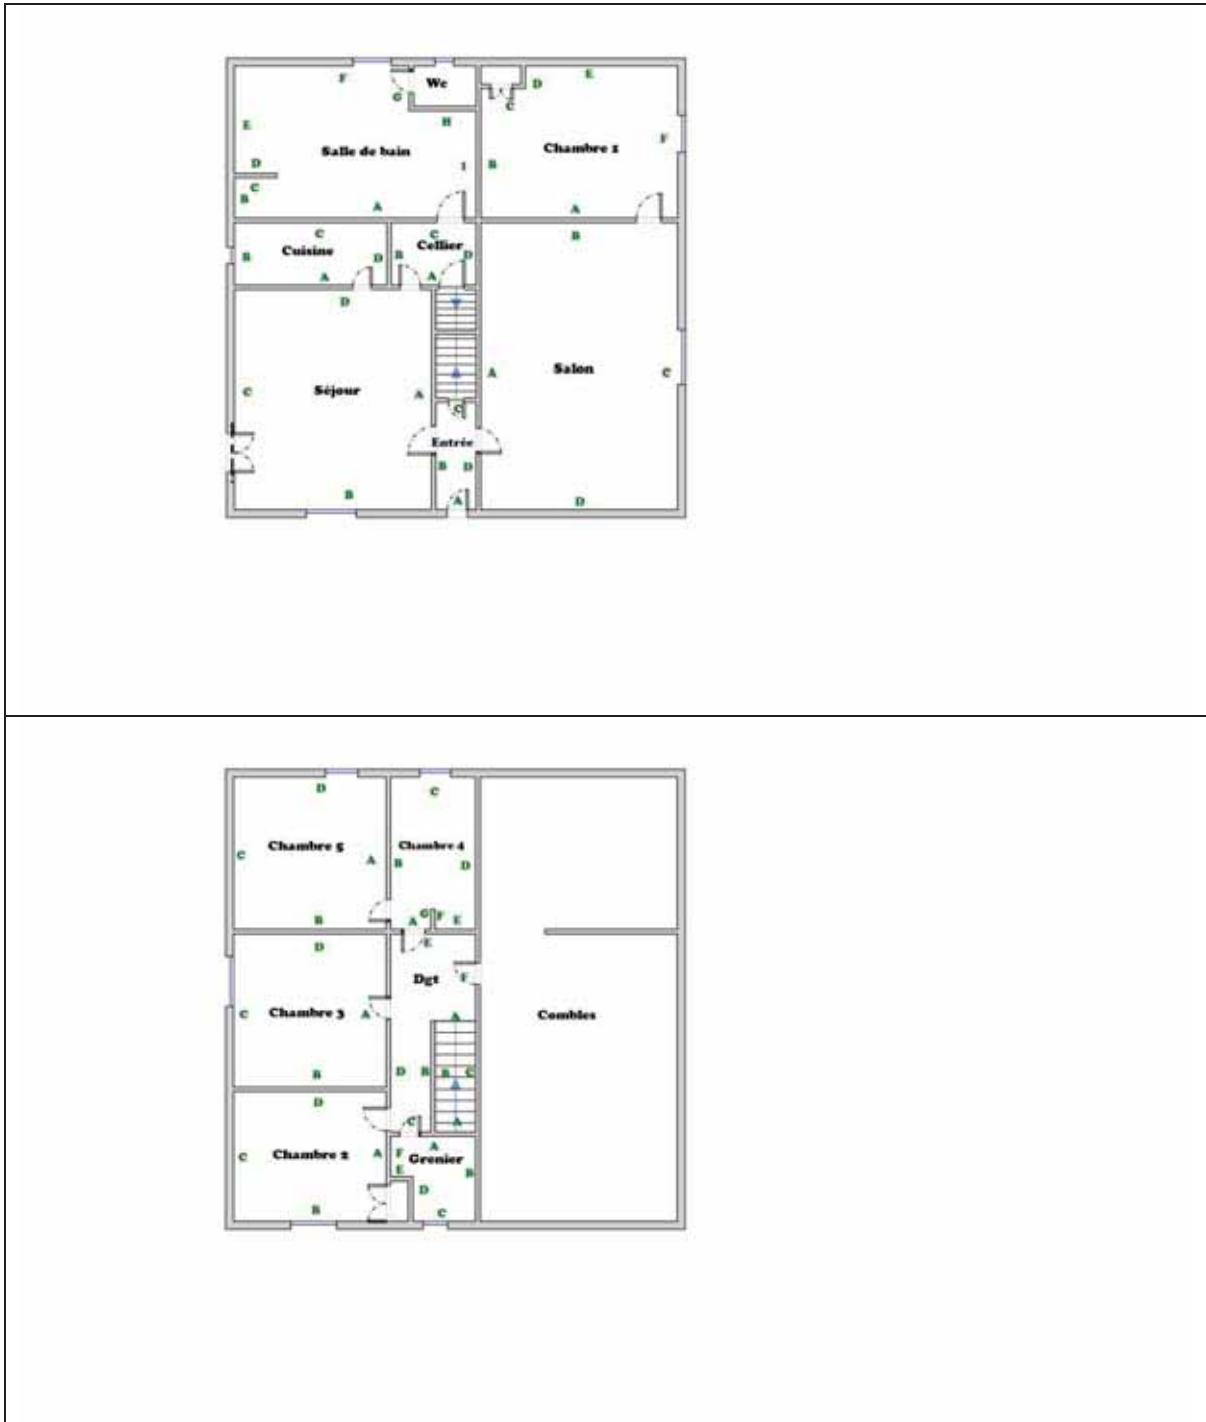 F Wc E
G D
C
E H
Salle de bain Chambre 1 F
D I B
C
B
A A
C C B
Cuisine Cellier
B D B D
A A
D
Salon
A C
Séjour
C A
C
Entrée
B D
B A D
D C
Chambre 5 Chambre 4
C A B D
B A G F E
D E
Dgt F
Chambre 3 Combles
C A A
B D B B C
D C A
A
Chambre 2 A F Grenier
C E B
D
B C